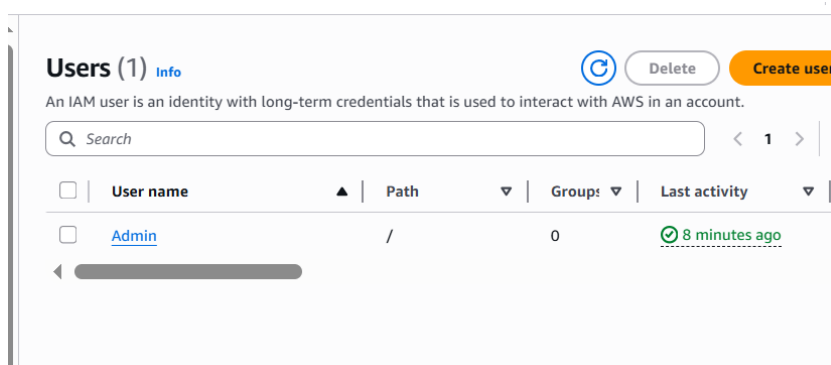 Users (1) Info
Delete
Create user
An IAM user is an identity with long-term credentials that is used to interact with AWS in an account.
Search
1
User name Path Groups Last activity
Admin / 0 8 minutes ago